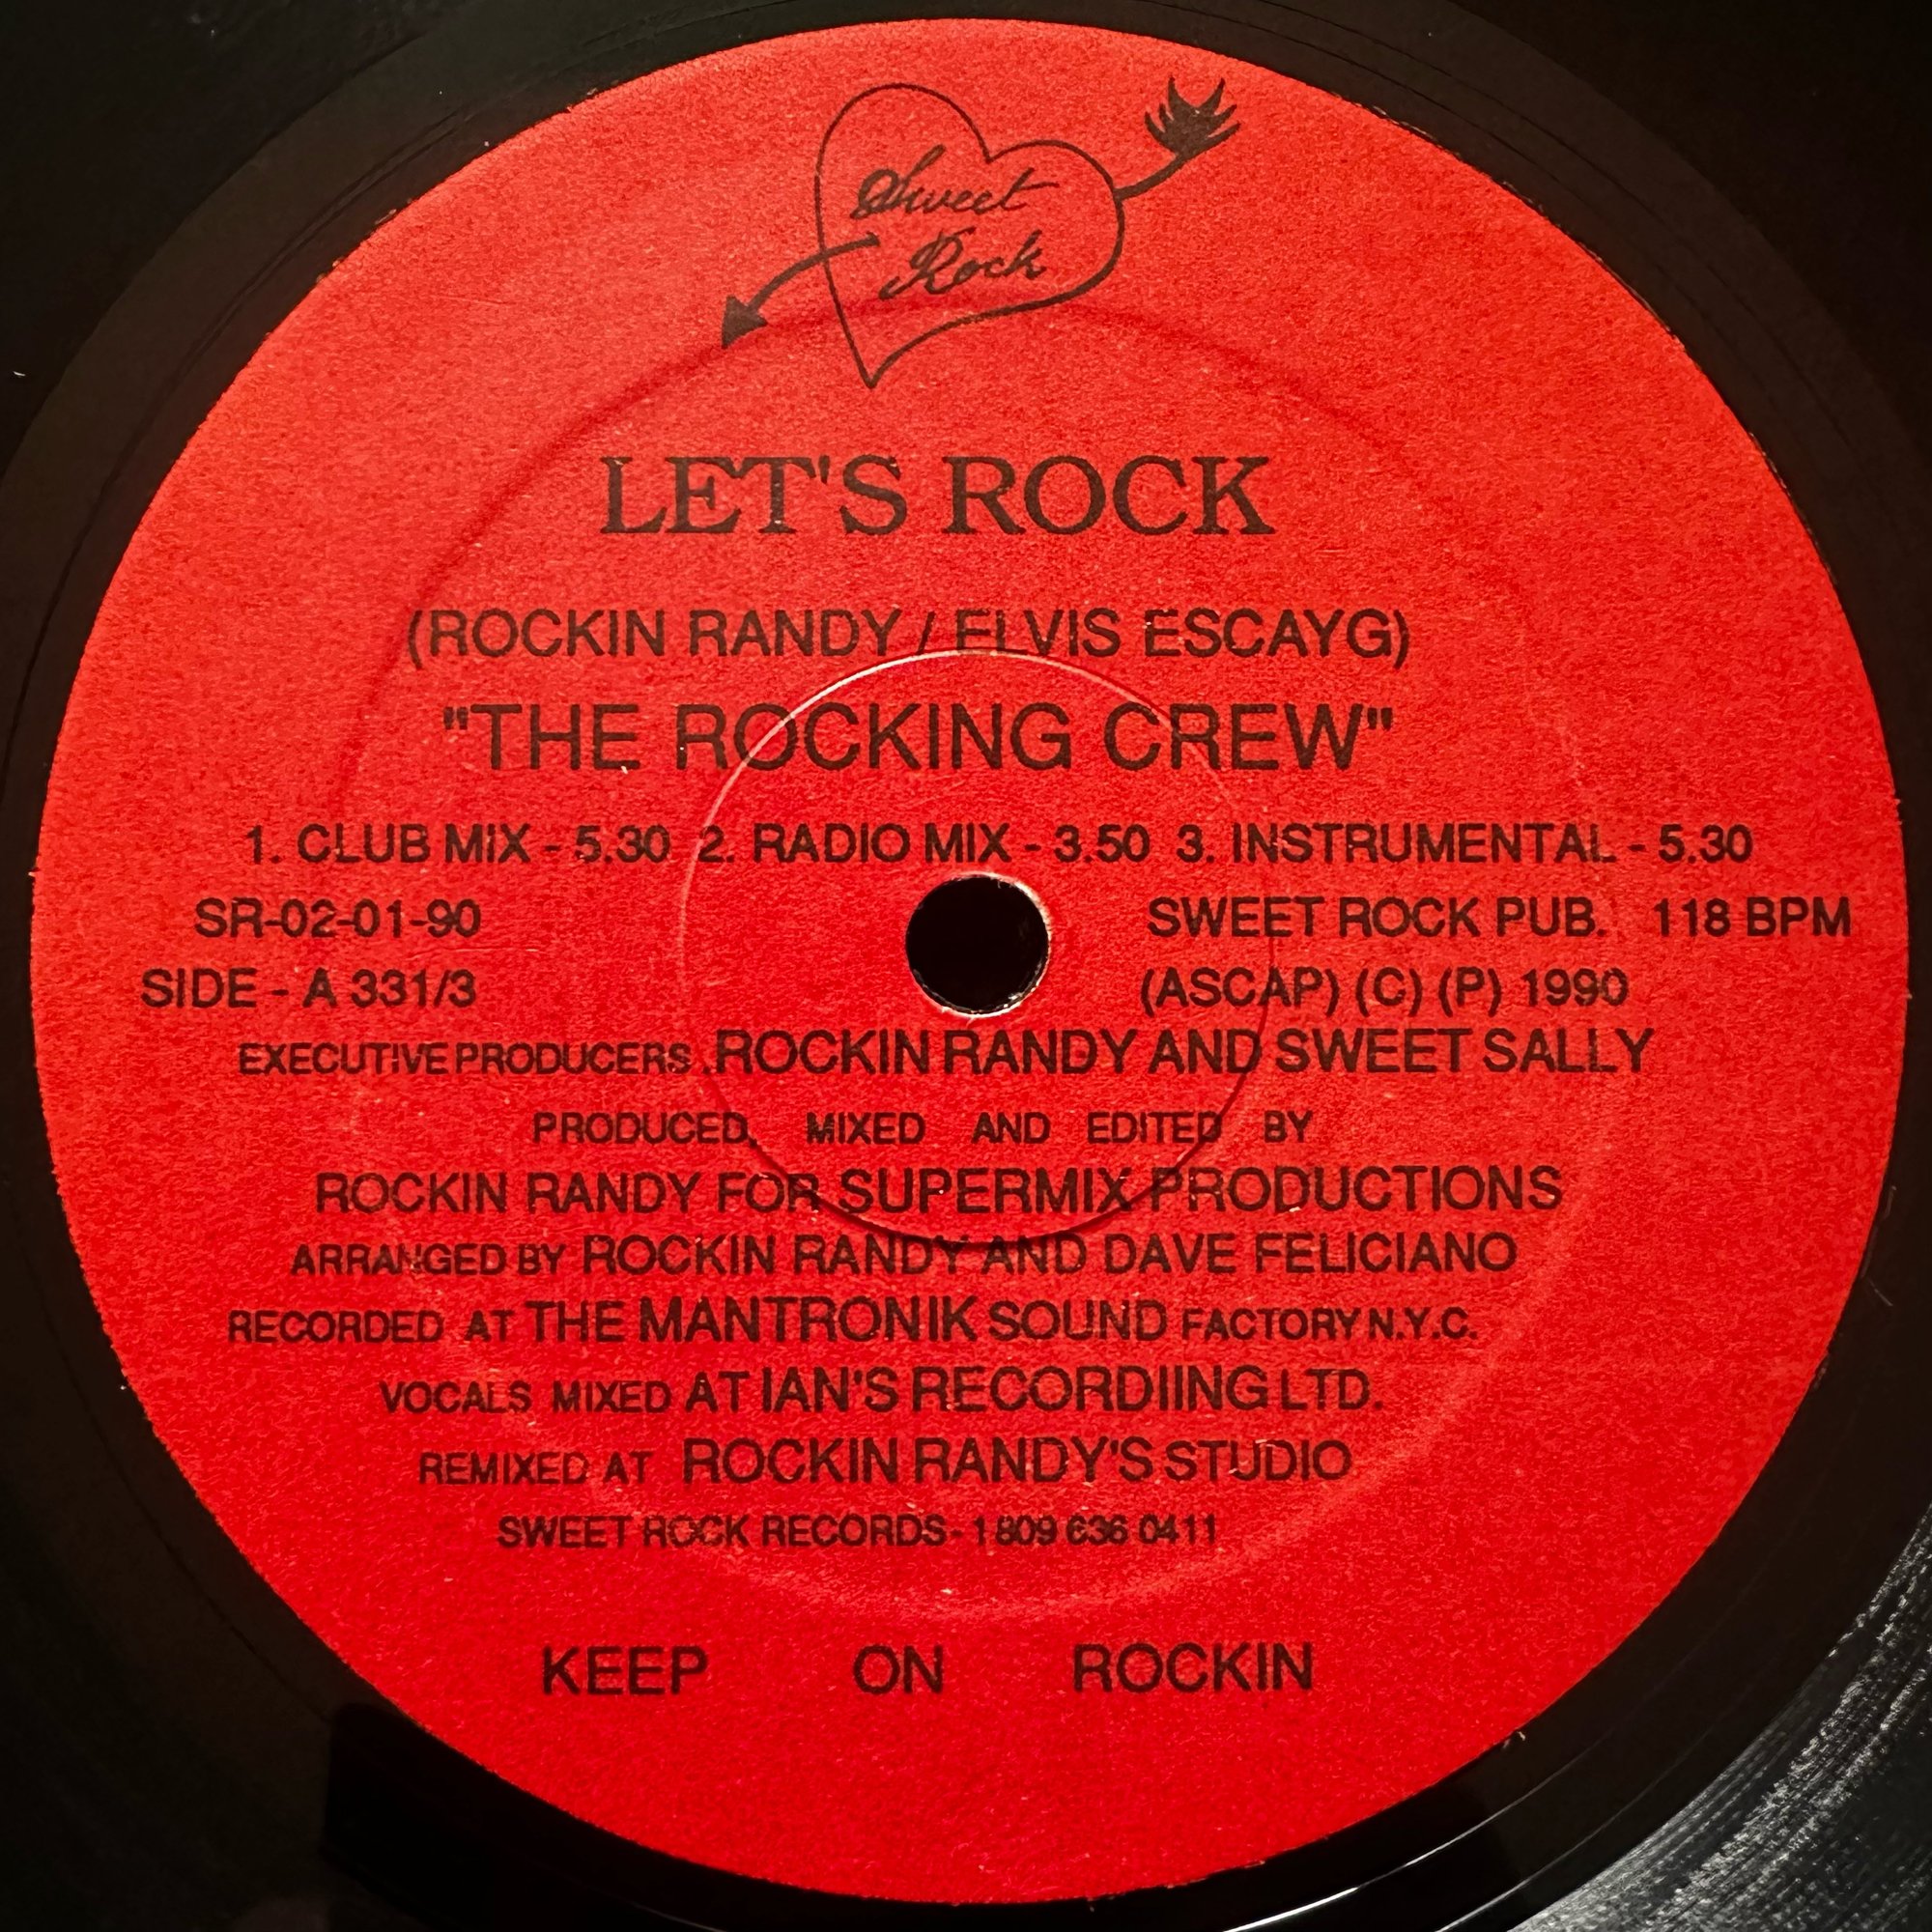 Sweet
Rock
LET'S ROCK
(ROCKIN RANDY / ELVIS ESCAYG)
"THE ROCKING CREW"
1. CLUB MIX - 5.30 2. RADIO MIX - 3.50 3. INSTRUMENTAL - 5.30
SR-02-01-90 SWEET ROCK PUB. 118 BPM
SIDE - A 331/3 (ASCAP) (C) (P) 1990
EXECUTIVE PRODUCERS .ROCKIN RANDY AND SWEET SALLY
PRODUCED, MIXED AND EDITED BY
ROCKIN RANDY FOR SUPERMIX PRODUCTIONS
ARRANGED BY ROCKIN RANDY AND DAVE FELICIANO
RECORDED AT THE MANTRONIK SOUND FACTORY N.Y.C.
VOCALS MIXED AT IAN'S RECORDIING LTD.
REMIXED AT ROCKIN RANDY'S STUDIO
SWEET ROCK RECORDS - 1 809 636 0411
KEEP ON ROCKIN